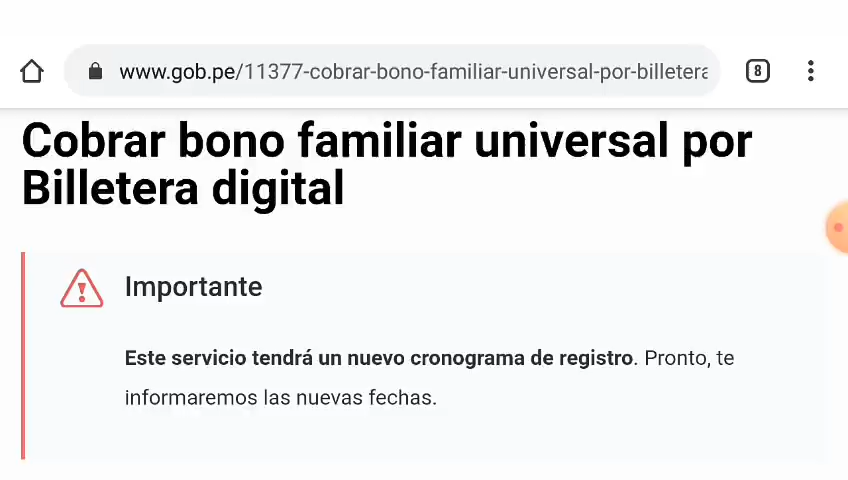 www.gob.pe/11377-cobrar-bono-familiar-universal-por-billetera
8
Cobrar bono familiar universal por
Billetera digital
Importante
Este servicio tendrá un nuevo cronograma de registro. Pronto, te
informaremos las nuevas fechas.